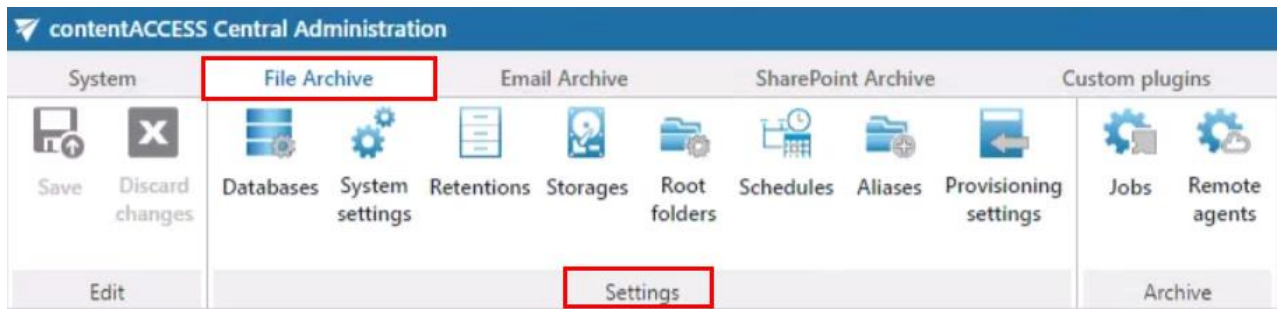 contentACCESS Central Administration
System File Archive Email Archive SharePoint Archive Custom plugins
Save Discard Databases System Retentions Storages Root Schedules Aliases Provisioning Jobs Remote
changes settings folders settings agents
Edit Settings Archive